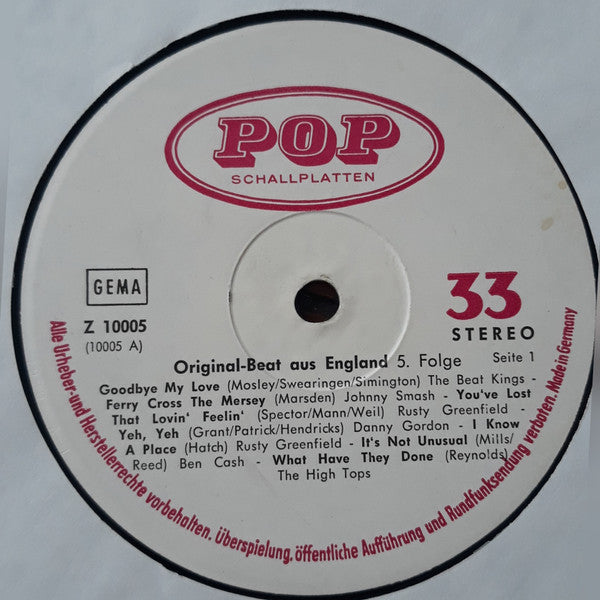 POP
SCHALLPLATTEN
GEMA
33
Z 10005
STEREO
(10005 A)
Original-Beat aus England 5. Folge Seite 1
Goodbye My Love (Mosley/Swearingen/Simington) The Beat Kings -
Ferry Cross The Mersey (Marsden) Johnny Smash - You've Lost
That Lovin' Feelin' (Spector/Mann/Weil) Rusty Greenfield -
Yeh, Yeh (Grant/Patrick/Hendricks) Danny Gordon - I Know
A Place (Hatch) Rusty Greenfield - It's Not Unusual (Mills/
Reed) Ben Cash - What Have They Done (Reynolds)
The High Tops
Alle Urheber-und Herstellerrechte vorbehalten. Überspielung, öffentliche Aufführung und Rundfunksendung verboten. Made in Germany